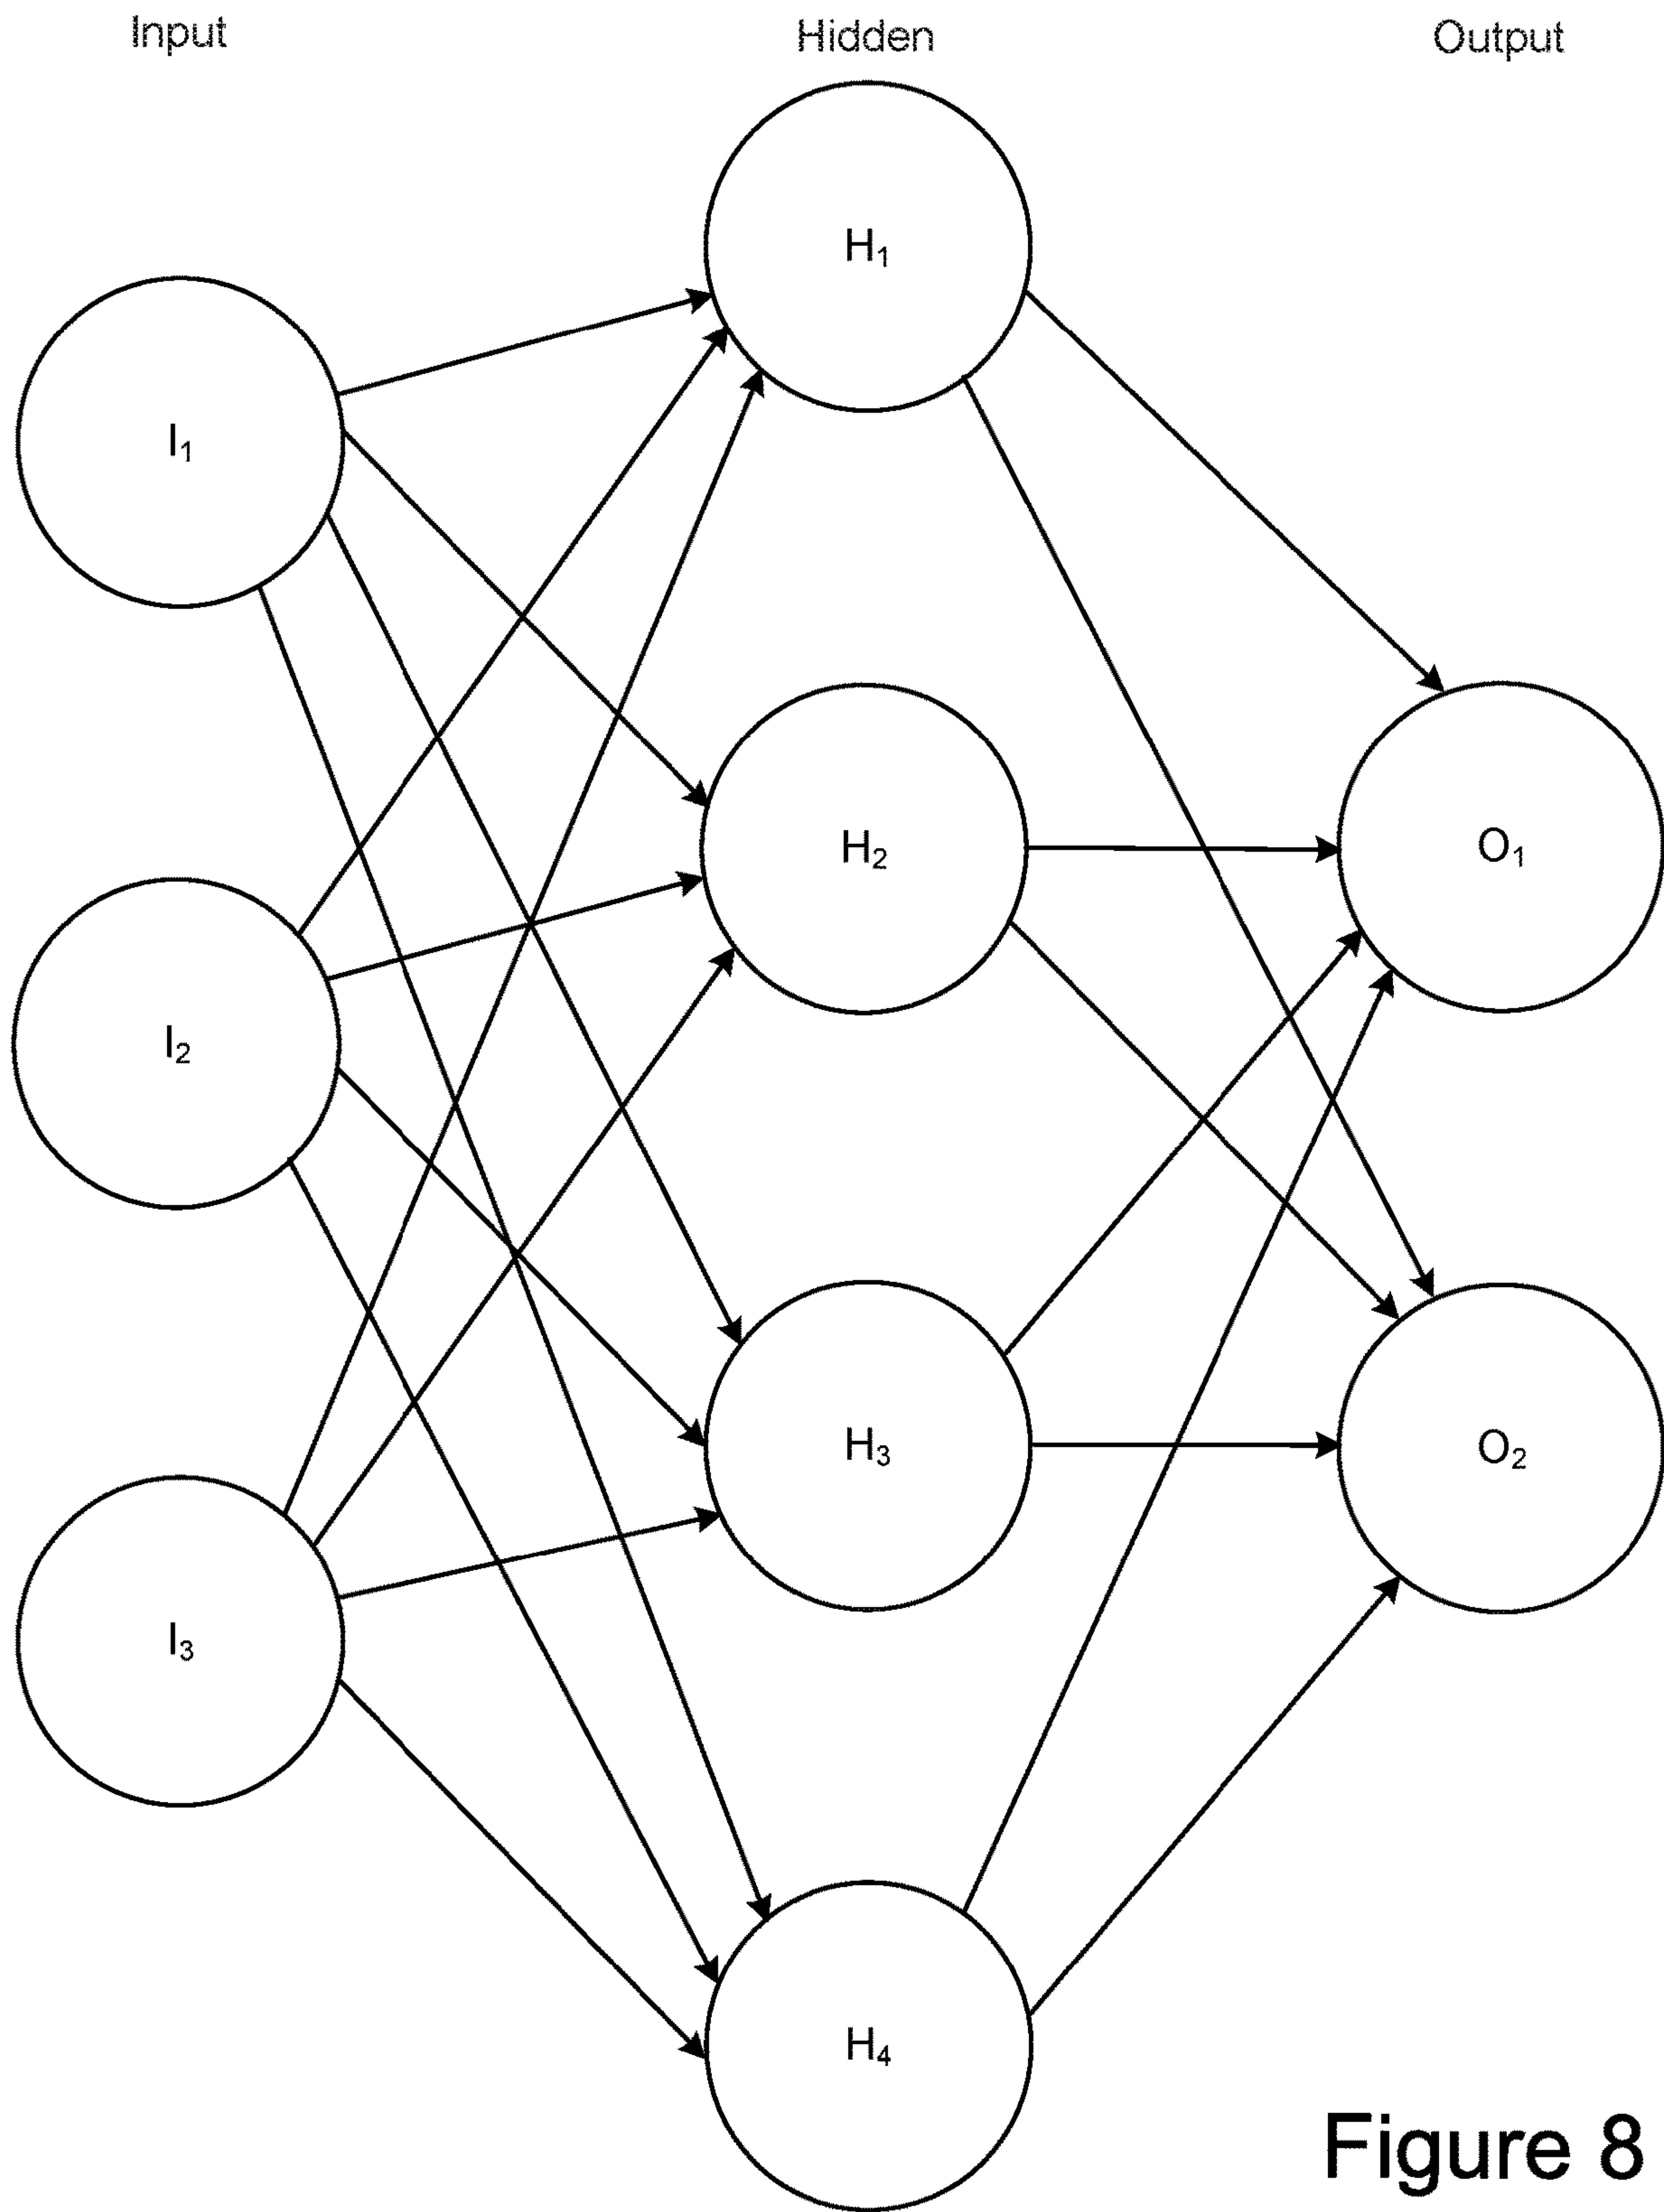 Input Hidden Output
H₁
I₁
H₂
O₁
I₂
H₃
O₂
I₃
H₄
Figure 8